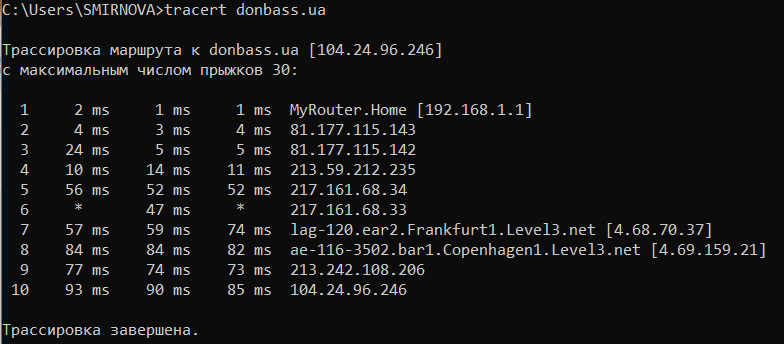 C:\Users\SMIRNOVA>tracert donbass.ua
Трассировка маршрута к donbass.ua [104.24.96.246]
с максимальным числом прыжков 30:
1 2 ms 1 ms 1 ms MyRouter.Home [192.168.1.1]
2 4 ms 3 ms 4 ms 81.177.115.143
3 24 ms 5 ms 5 ms 81.177.115.142
4 10 ms 14 ms 11 ms 213.59.212.235
5 56 ms 52 ms 52 ms 217.161.68.34
6 * 47 ms * 217.161.68.33
7 57 ms 59 ms 74 ms lag-120.ear2.Frankfurt1.Level3.net [4.68.70.37]
8 84 ms 84 ms 82 ms ae-116-3502.bar1.Copenhagen1.Level3.net [4.69.159.21]
9 77 ms 74 ms 73 ms 213.242.108.206
10 93 ms 90 ms 85 ms 104.24.96.246
Трассировка завершена.